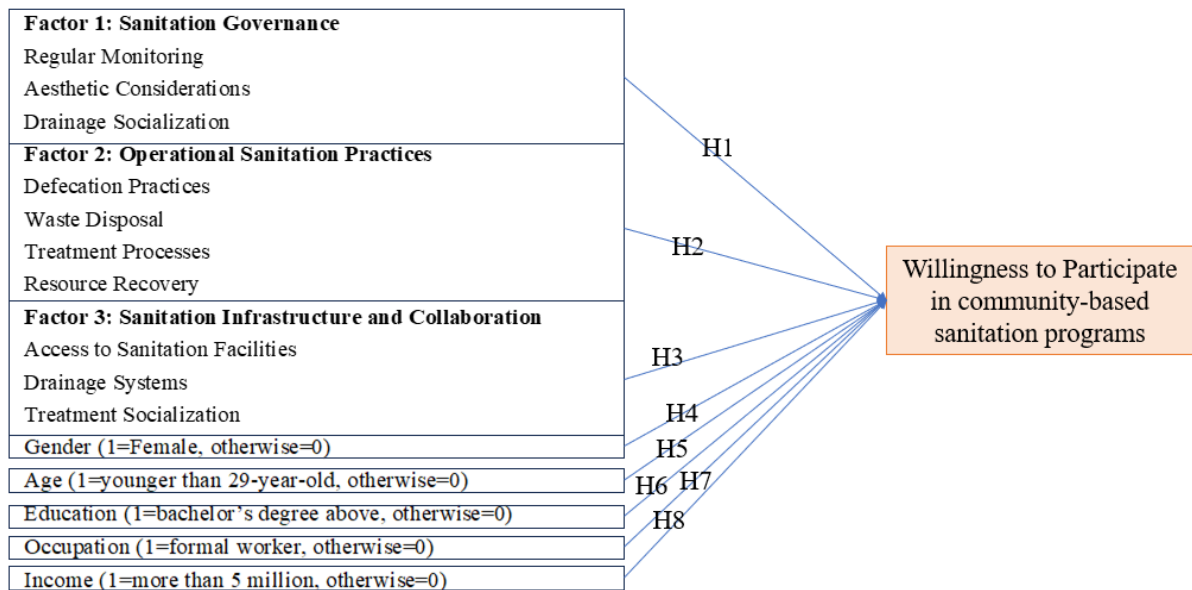 Factor 1: Sanitation Governance
Regular Monitoring
Aesthetic Considerations
Drainage Socialization
Factor 2: Operational Sanitation Practices
Defecation Practices
Waste Disposal
Treatment Processes
Resource Recovery
Factor 3: Sanitation Infrastructure and Collaboration
Access to Sanitation Facilities
Drainage Systems
Treatment Socialization
Gender (1=Female, otherwise=0)
Age (1=younger than 29-year-old, otherwise=0)
Education (1=bachelor's degree above, otherwise=0)
Occupation (1=formal worker, otherwise=0)
Income (1=more than 5 million, otherwise=0)
H1
H2
H3
H4
H5
H6
H7
H8
Willingness to Participate
in community-based
sanitation programs